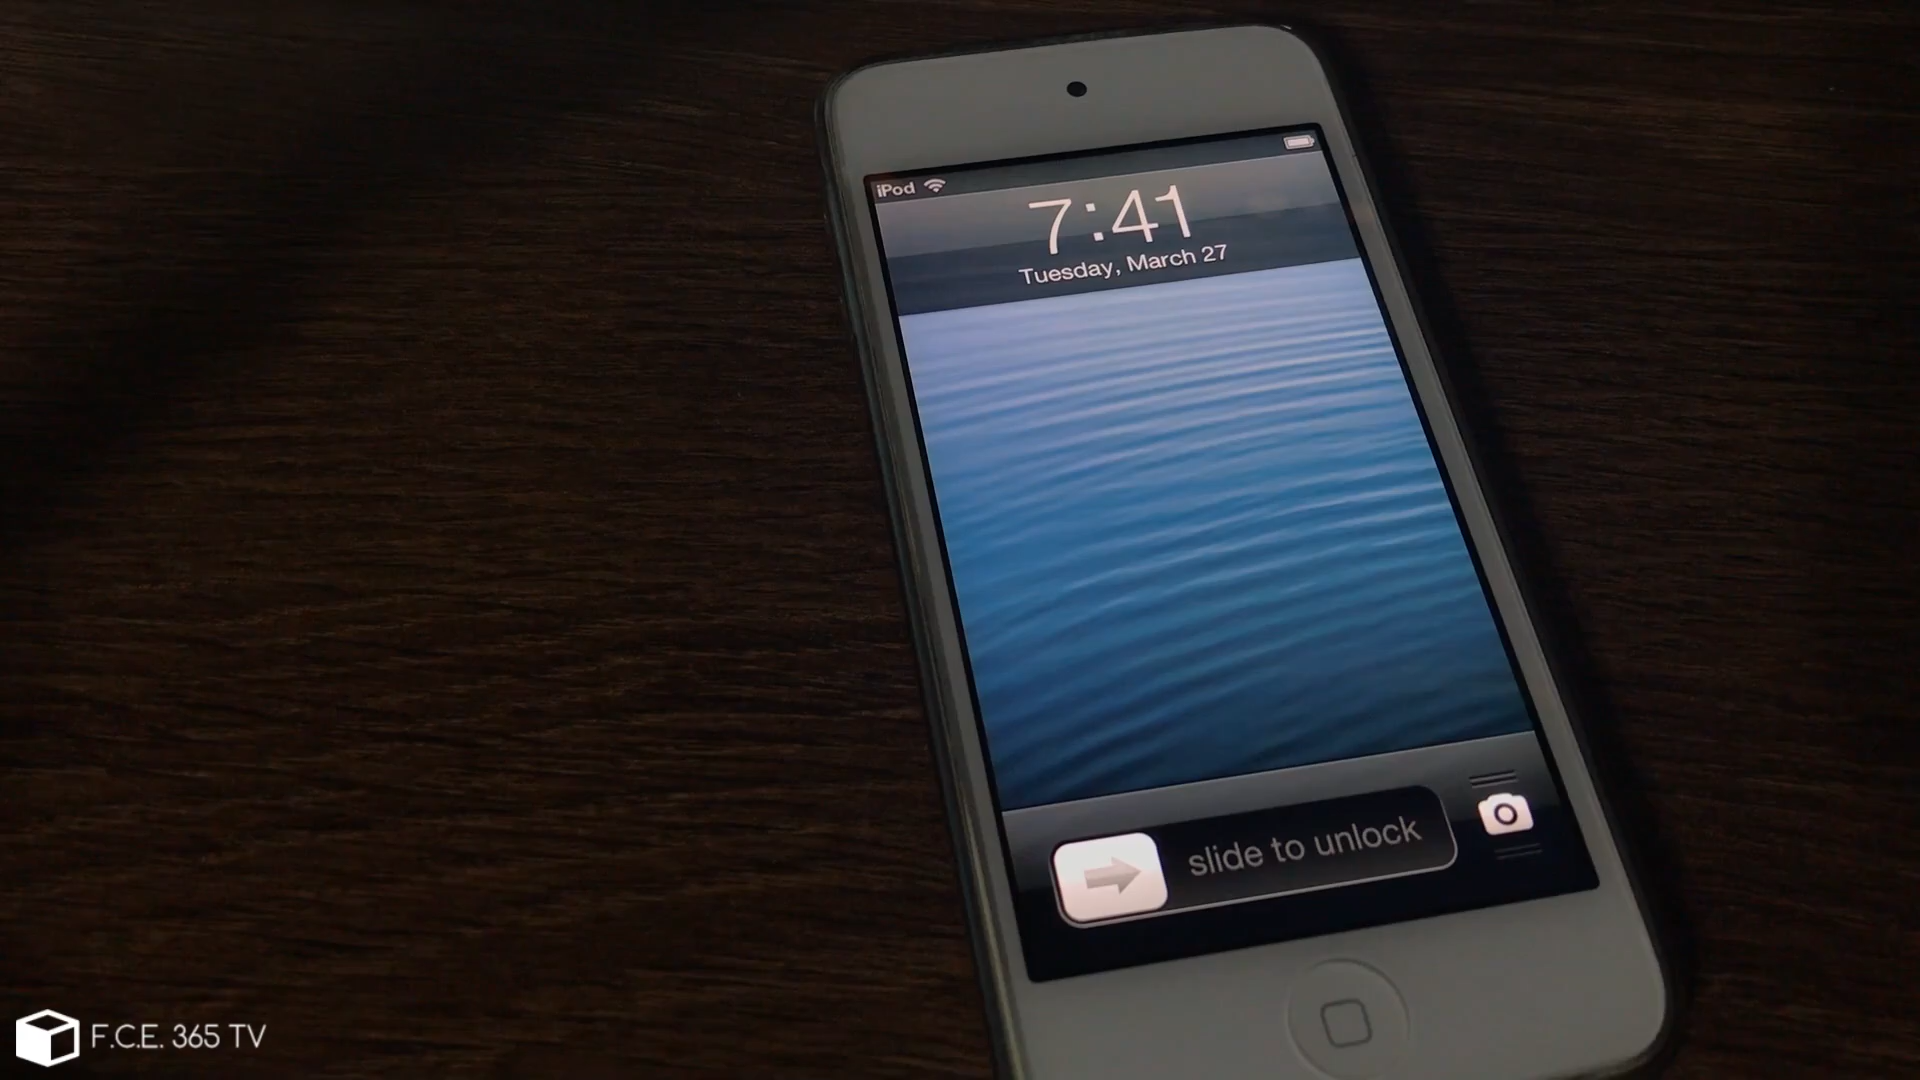 iPod
7:41
Tuesday, March 27
slide to unlock
F.C.E. 365 TV